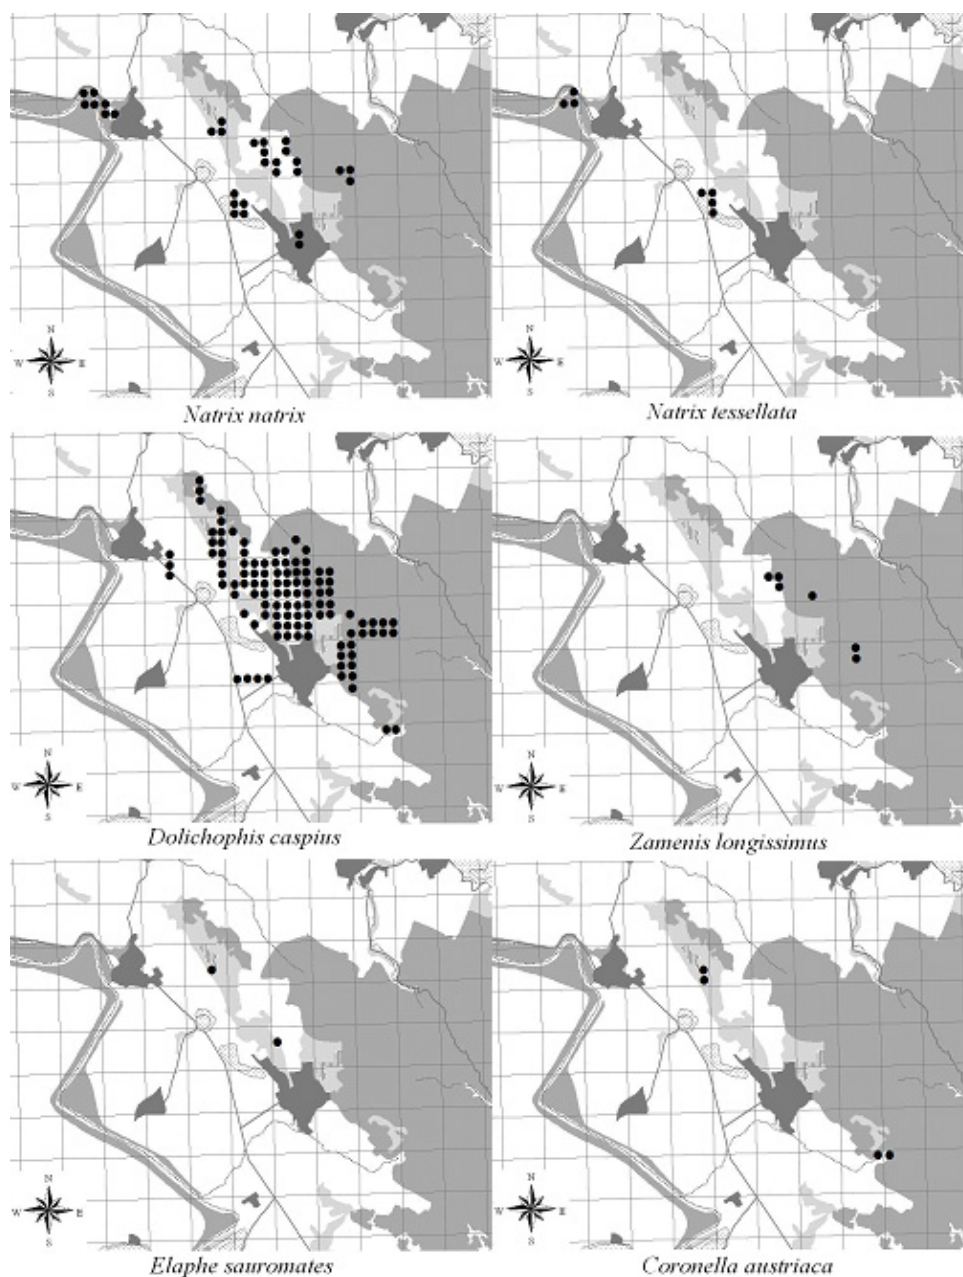 N
W E
S
Natrix natrix
Natrix tessellata
N
W E
S
Dolichophis caspius
N
W E
S
Zamenis longissimus
N
W E
S
Elaphe sauromates
N
W E
S
Coronella austriaca
N
W E
S